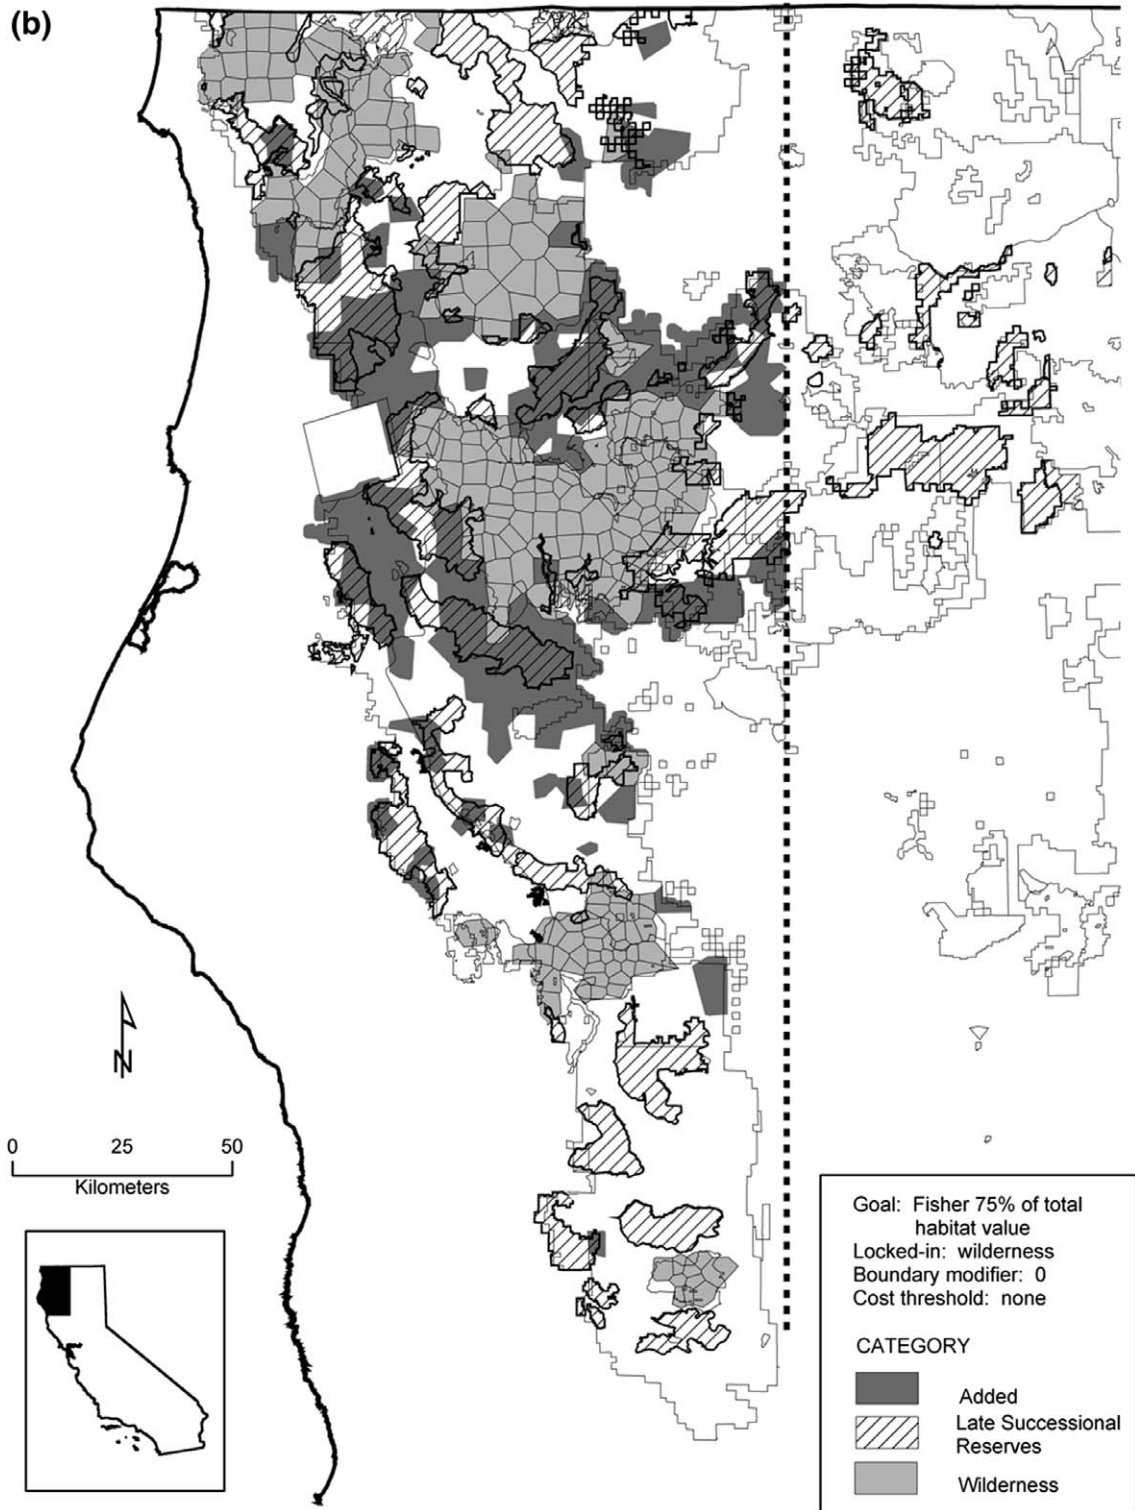 (b)
N
0 25 50
Kilometers
Goal: Fisher 75% of total
habitat value
Locked-in: wilderness
Boundary modifier: 0
Cost threshold: none
CATEGORY
Added
Late Successional
Reserves
Wilderness